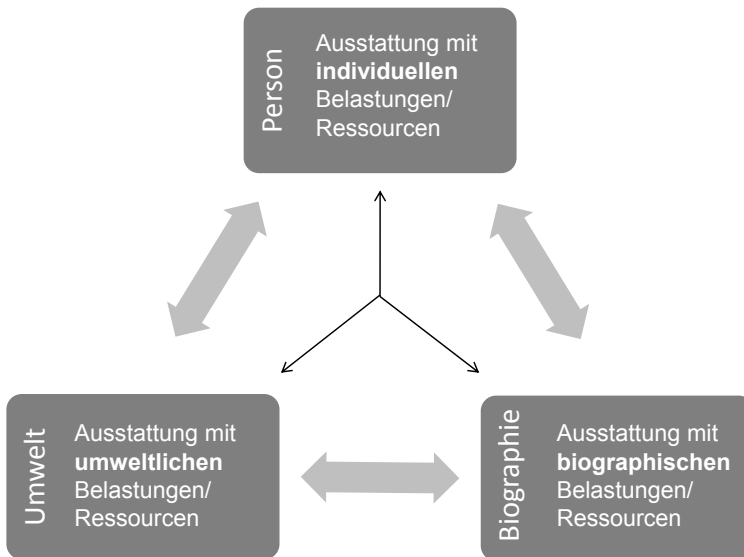 Person
Ausstattung mit
individuellen
Belastungen/
Ressourcen
Umwelt
Ausstattung mit
umweltlichen
Belastungen/
Ressourcen
Biographie
Ausstattung mit
biographischen
Belastungen/
Ressourcen